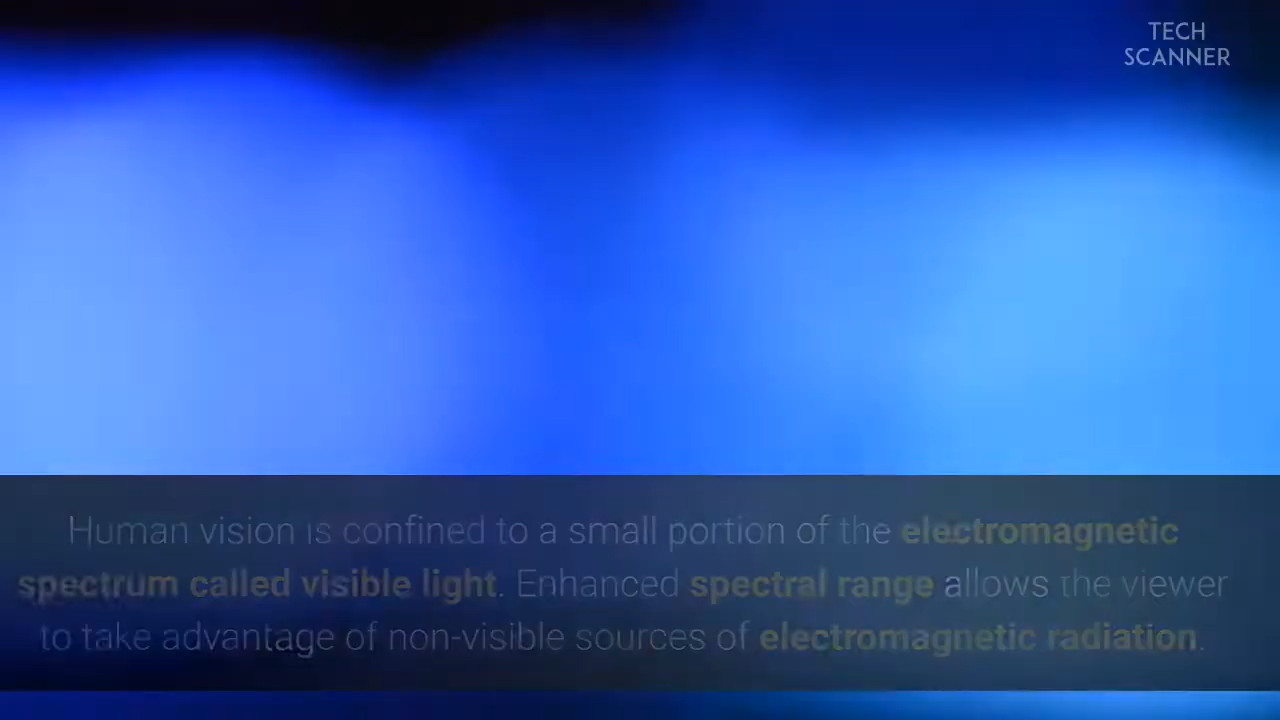 TECH
SCANNER
Human vision is confined to a small portion of the electromagnetic
spectrum called visible light. Enhanced spectral range allows the viewer
to take advantage of non-visible sources of electromagnetic radiation.